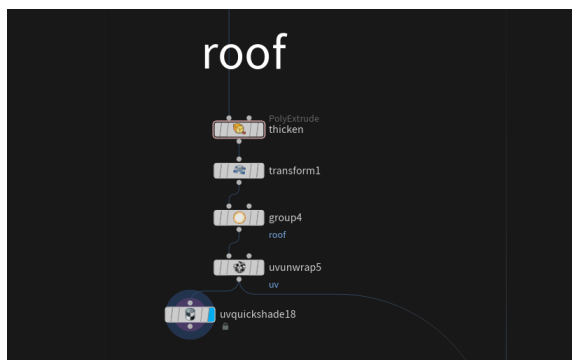 roof
PolyExtrude
thicken
transform1
group4
roof
uvunwrap5
uv
uvquickshade18